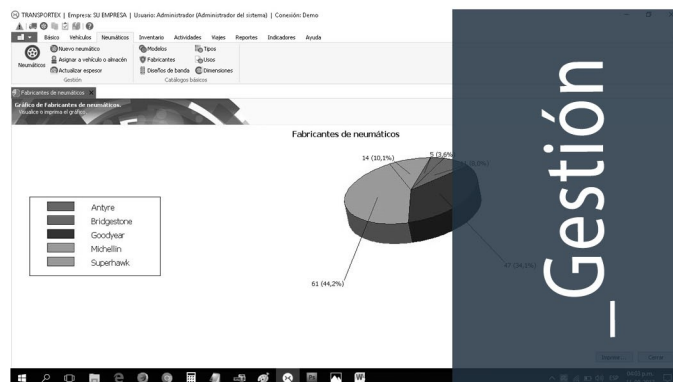 TRANSPORTEX | Empresa: SU EMPRESA | Usuario: Administrador (Administrador del sistema) | Conexión: Demo
Básico Vehículos Neumáticos Inventario Actividades Viajes Reportes Indicadores Ayuda
Neumáticos
Nuevo neumático
Asignar a vehículo o almacén
Actualizar espesor
Gestión
Modelos Tipos
Fabricantes Usos
Diseños de banda Dimensiones
Catálogos básicos
Fabricantes de neumáticos
Gráfico de Fabricantes de neumáticos.
Visualice o imprima el gráfico.
Fabricantes de neumáticos
14 (10,1%)
5 (3,6%)
47 (34,1%)
61 (44,2%)
Antyre
Bridgestone
Goodyear
Michellin
Superhawk
_Gestión
Cerrar